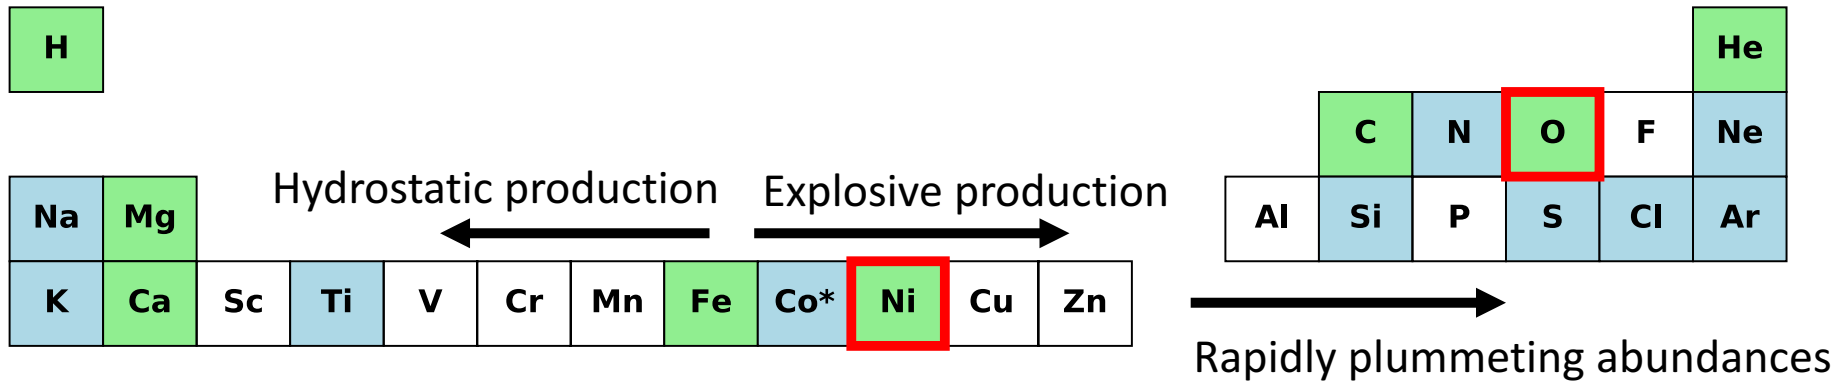 H He
C N O F Ne
Hydrostatic production Explosive production
Na Mg Al Si P S Cl Ar
K Ca Sc Ti V Cr Mn Fe Co* Ni Cu Zn
Rapidly plummeting abundances